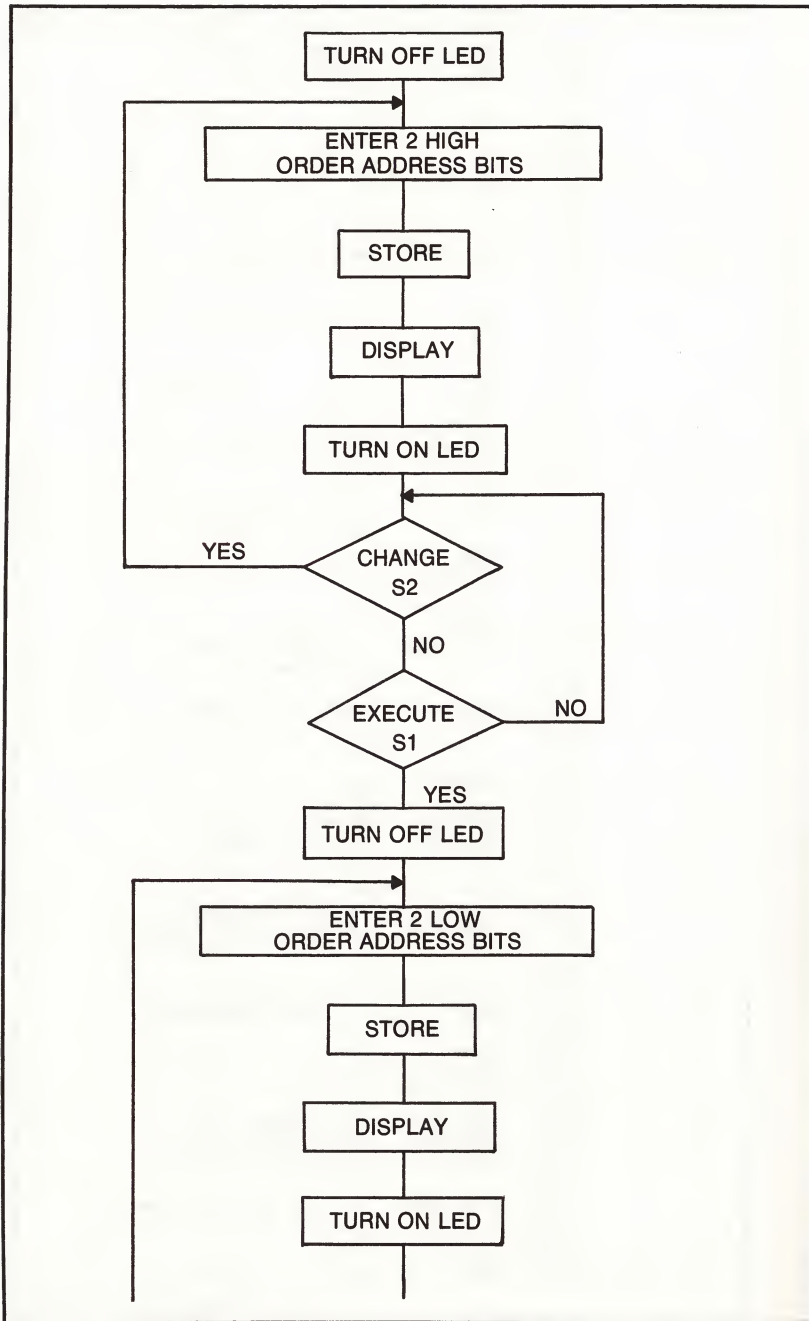 TURN OFF LED
ENTER 2 HIGH
ORDER ADDRESS BITS
STORE
DISPLAY
TURN ON LED
YES
CHANGE
S2
NO
EXECUTE
S1
NO
YES
TURN OFF LED
ENTER 2 LOW
ORDER ADDRESS BITS
STORE
DISPLAY
TURN ON LED